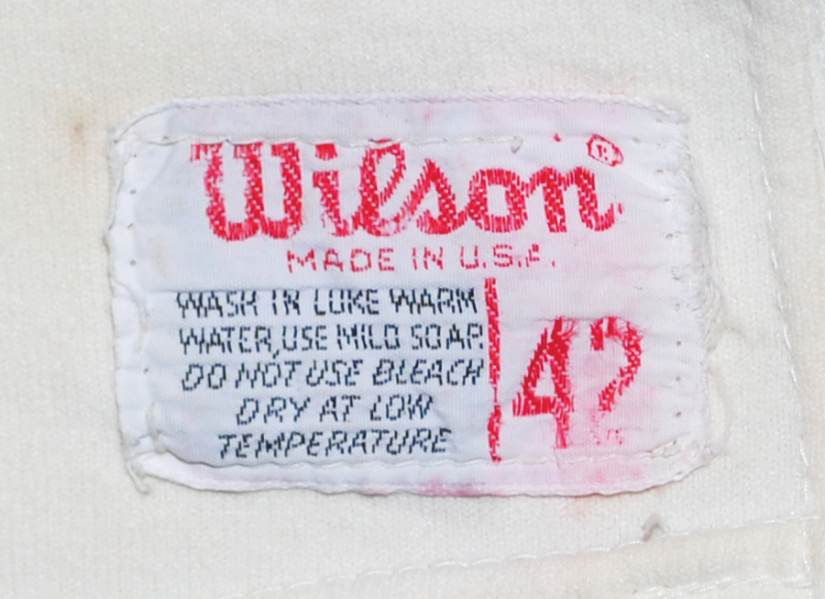 Wilson ®
MADE IN U.S.A.
WASH IN LUKE WARM
WATER, USE MILD SOAP.
DO NOT USE BLEACH
DRY AT LOW
TEMPERATURE
42